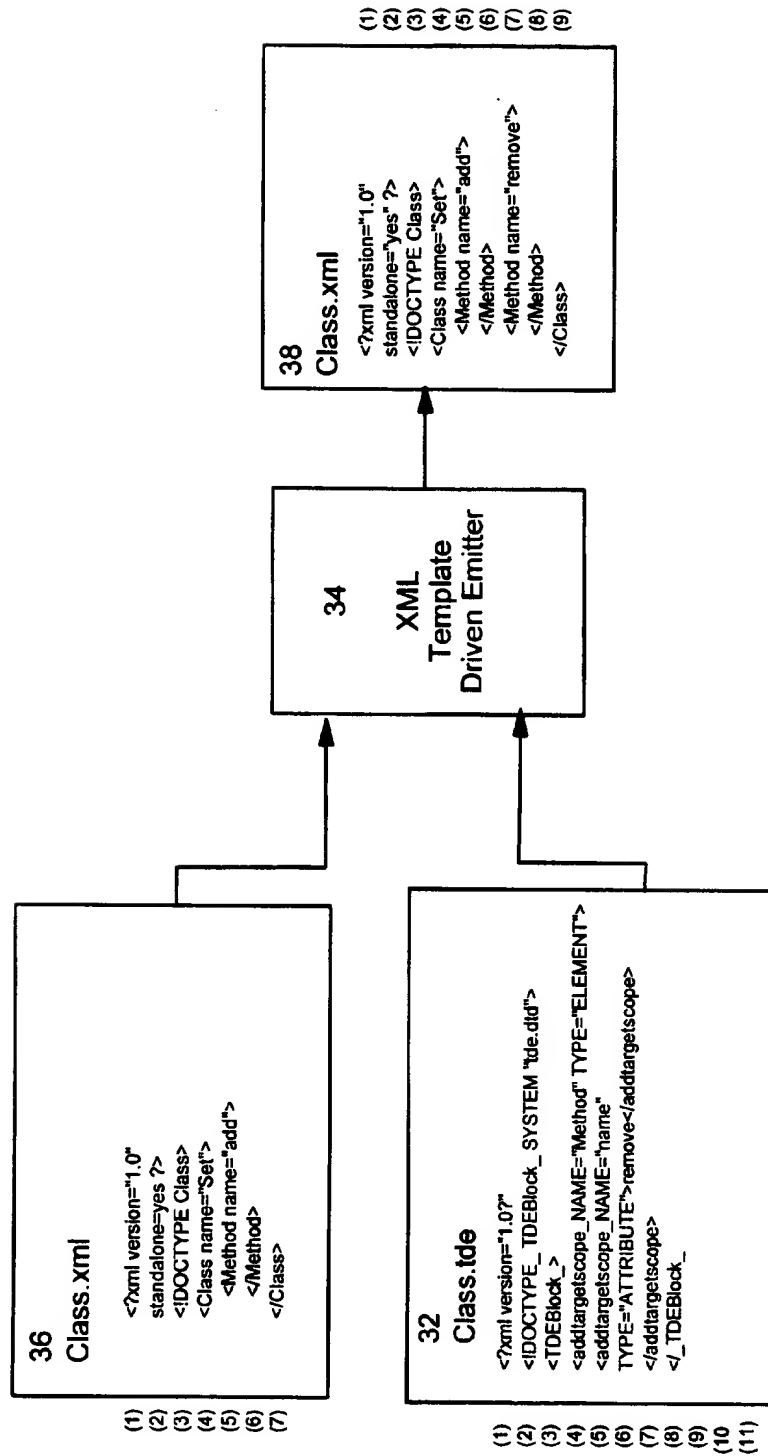 36
Class.xml
(1) <?xml version="1.0"
(2) standalone=yes ?>
(3) <!DOCTYPE Class>
(4) <Class name="Set">
(5) <Method name="add">
(6) </Method>
(7) </Class>
32
Class.tde
(1) <?xml version="1.0?"
(2) <!DOCTYPE_ TDEBlock_ SYSTEM "tde.dtd">
(3) <TDEBlock_>
(4) <addtargetscope_NAME="Method" TYPE="ELEMENT">
(5) <addtargetscope_NAME="name"
(6) TYPE="ATTRIBUTE">remove</addtargetscope>
(7) </addtargetscope>
(8) </_TDEBlock_
(9)
(10)
(11)
34
XML
Template
Driven Emitter
38
Class.xml
(1) <?xml version="1.0"
(2) standalone="yes" ?>
(3) <!DOCTYPE Class>
(4) <Class name="Set">
(5) <Method name="add">
(6) </Method>
(7) <Method name="remove">
(8) </Method>
(9) </Class>